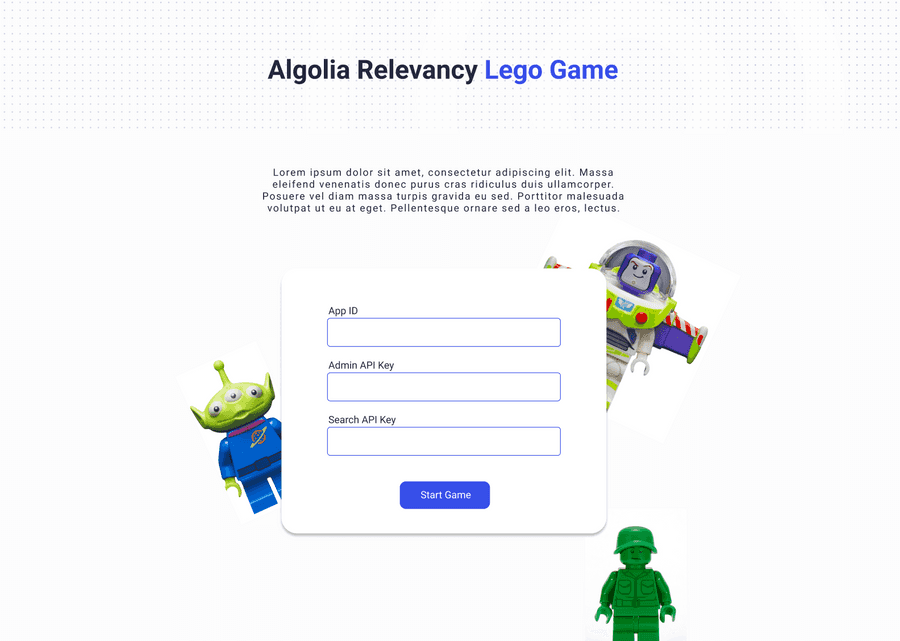 Algolia Relevancy Lego Game
Lorem ipsum dolor sit amet, consectetur adipiscing elit. Massa
eleifend venenatis donec purus cras ridiculus duis ullamcorper.
Posuere vel diam massa turpis gravida eu sed. Porttitor malesuada
volutpat ut eu at eget. Pellentesque ornare sed a leo eros, lectus.
App ID
Admin API Key
Search API Key
Start Game